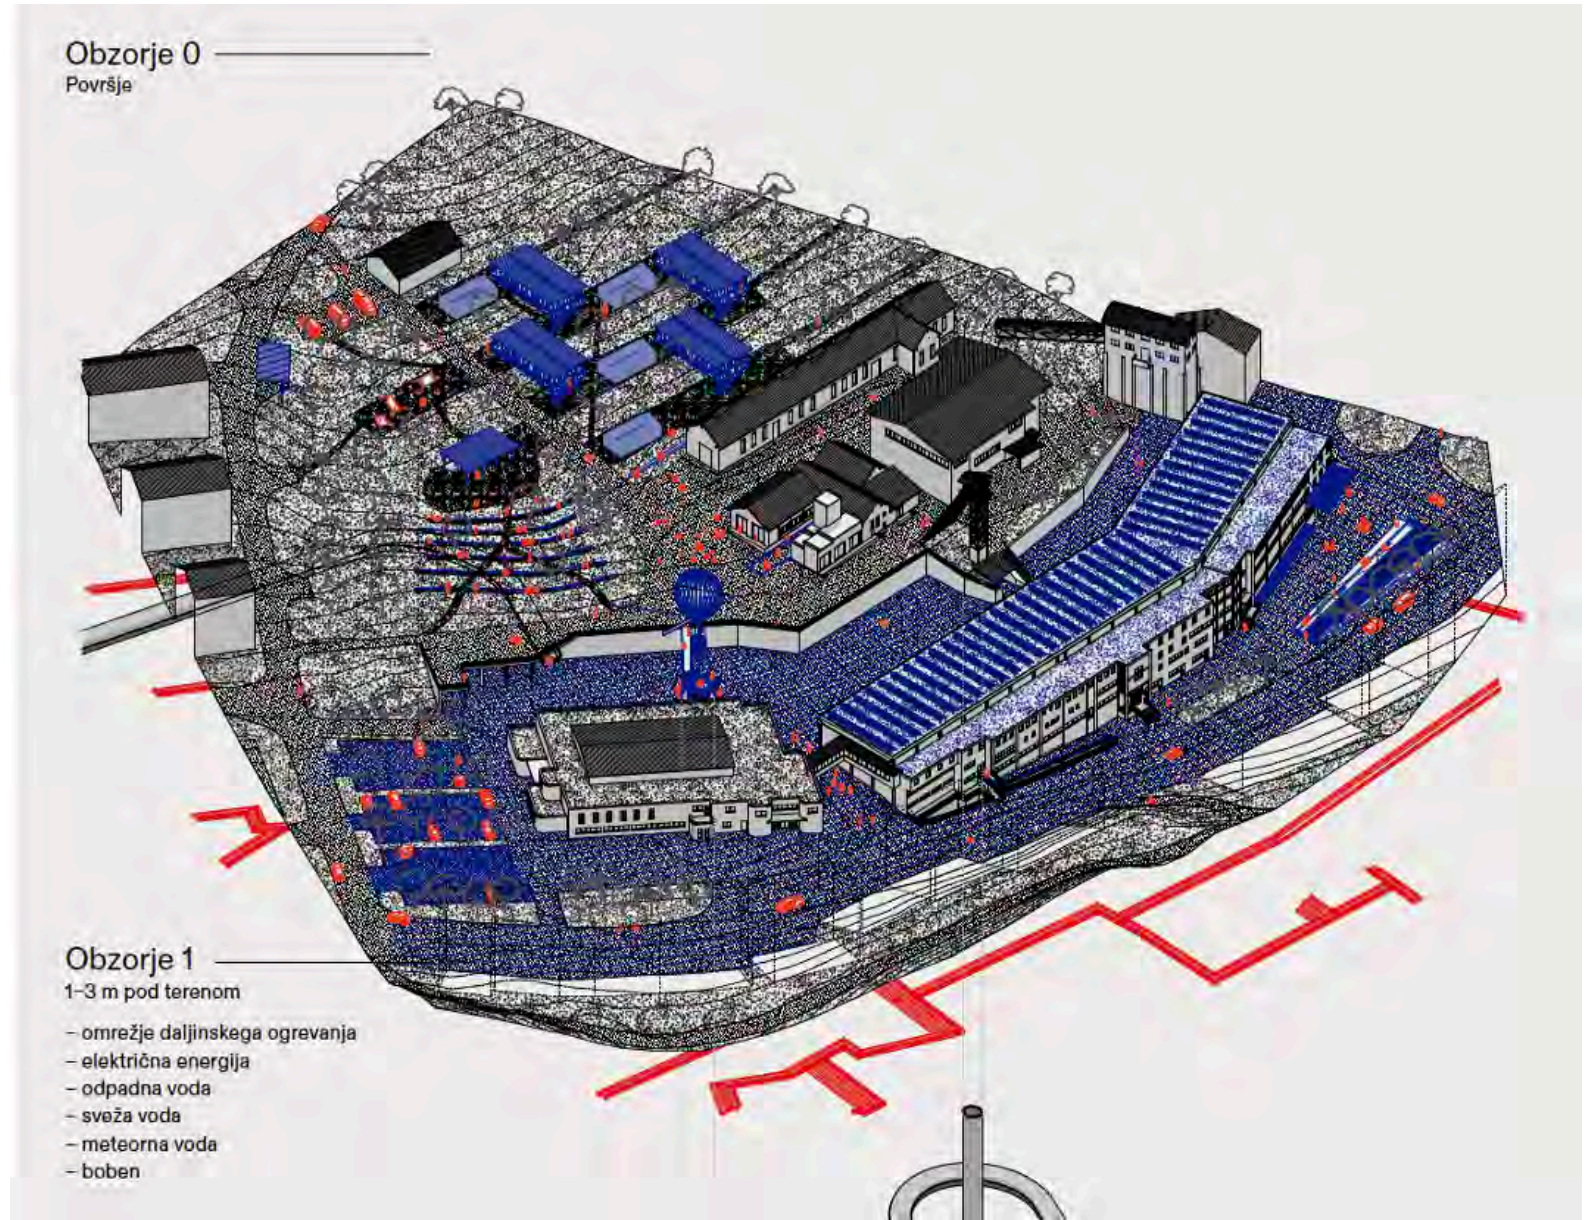 Obzorje 0
Površje
Obzorje 1
1–3 m pod terenom
– omrežje daljinskega ogrevanja
– električna energija
– odpadna voda
– sveža voda
– meteorna voda
– boben